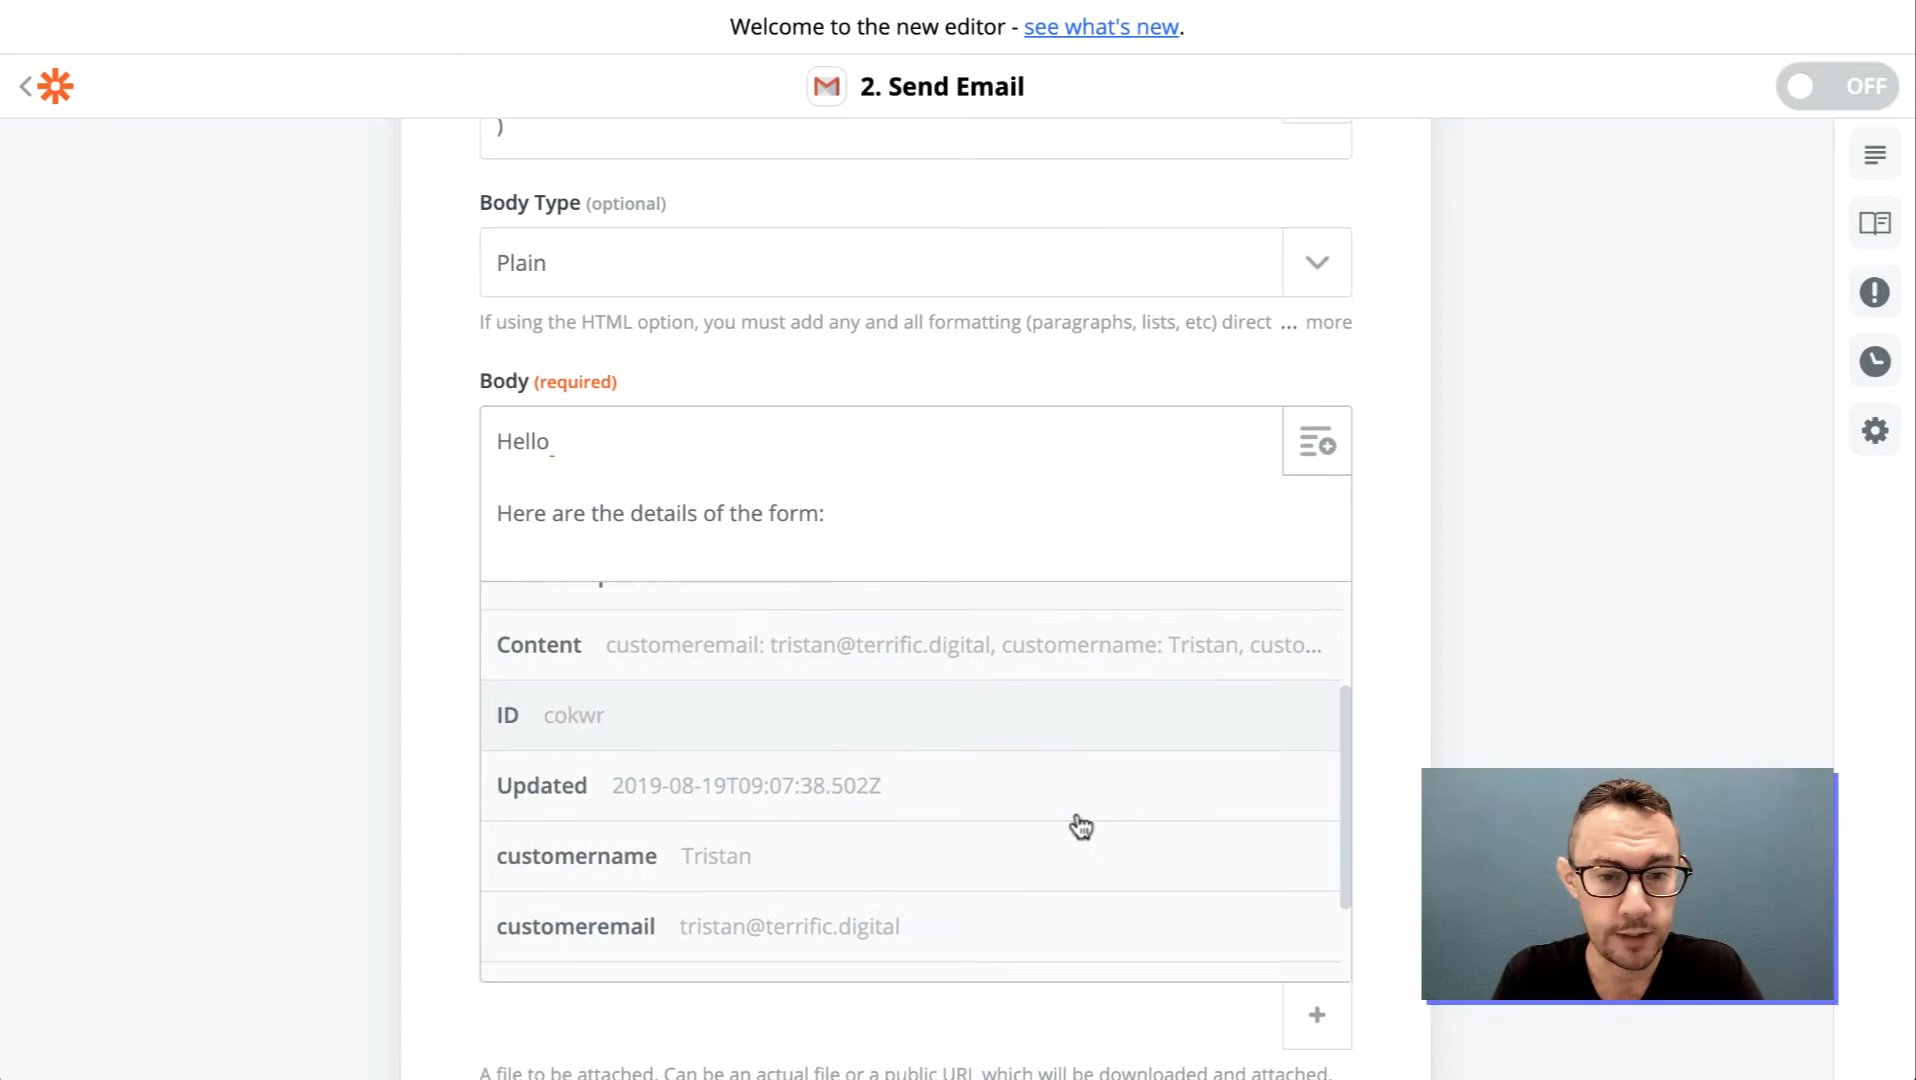 Welcome to the new editor - see what's new.
2. Send Email
OFF
)
Body Type (optional)
Plain
If using the HTML option, you must add any and all formatting (paragraphs, lists, etc) direct ... more
Body (required)
Hello
Here are the details of the form:
Content customeremail: tristan@terrific.digital, customername: Tristan, custo...
ID cokwr
Updated 2019-08-19T09:07:38.502Z
customername Tristan
customeremail tristan@terrific.digital
A file to be attached. Can be an actual file or a public URL which will be downloaded and attached.